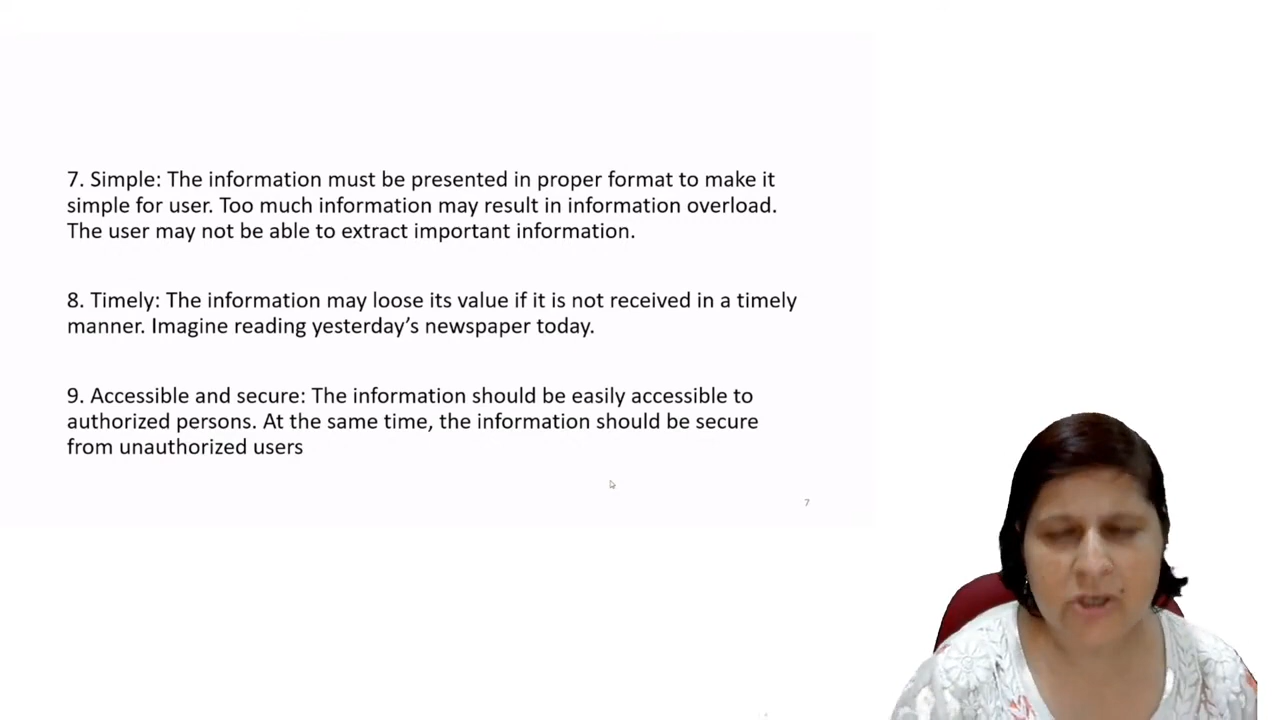 7. Simple: The information must be presented in proper format to make it
simple for user. Too much information may result in information overload.
The user may not be able to extract important information.
8. Timely: The information may loose its value if it is not received in a timely
manner. Imagine reading yesterday’s newspaper today.
9. Accessible and secure: The information should be easily accessible to
authorized persons. At the same time, the information should be secure
from unauthorized users
7